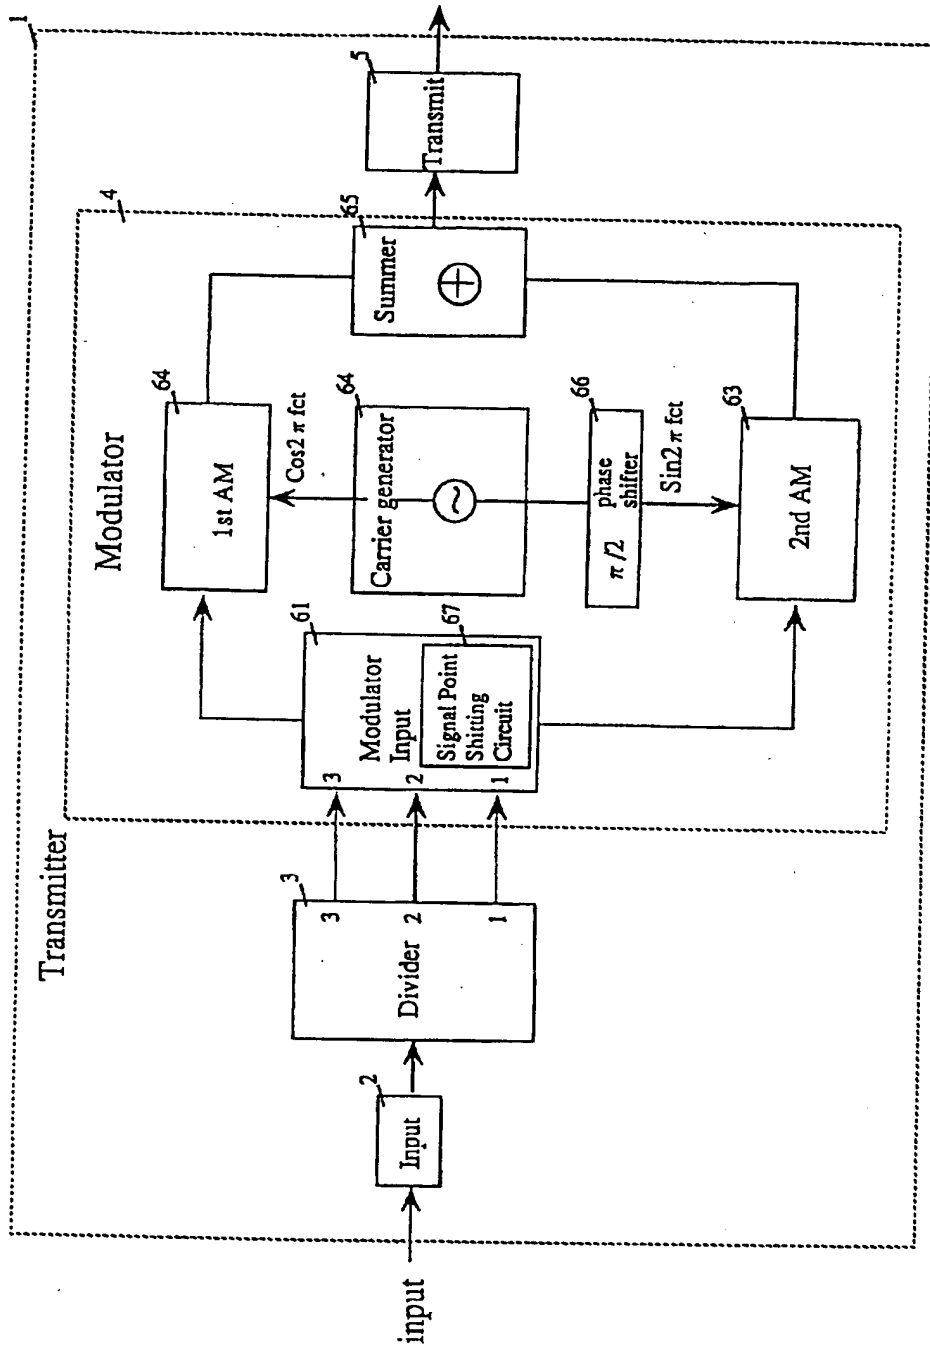 1
Transmitter
4
Modulator
input
2
Input
3
Divider
3
2
1
61
3
2
1
Modulator
Input
67
Signal Point
Shitting
Circuit
64
1st AM
Cos2 π fct
64
Carrier generator
~
66
π/2
phase
shifter
Sin2 π fct
63
2nd AM
65
Summer
+
5
Transmit